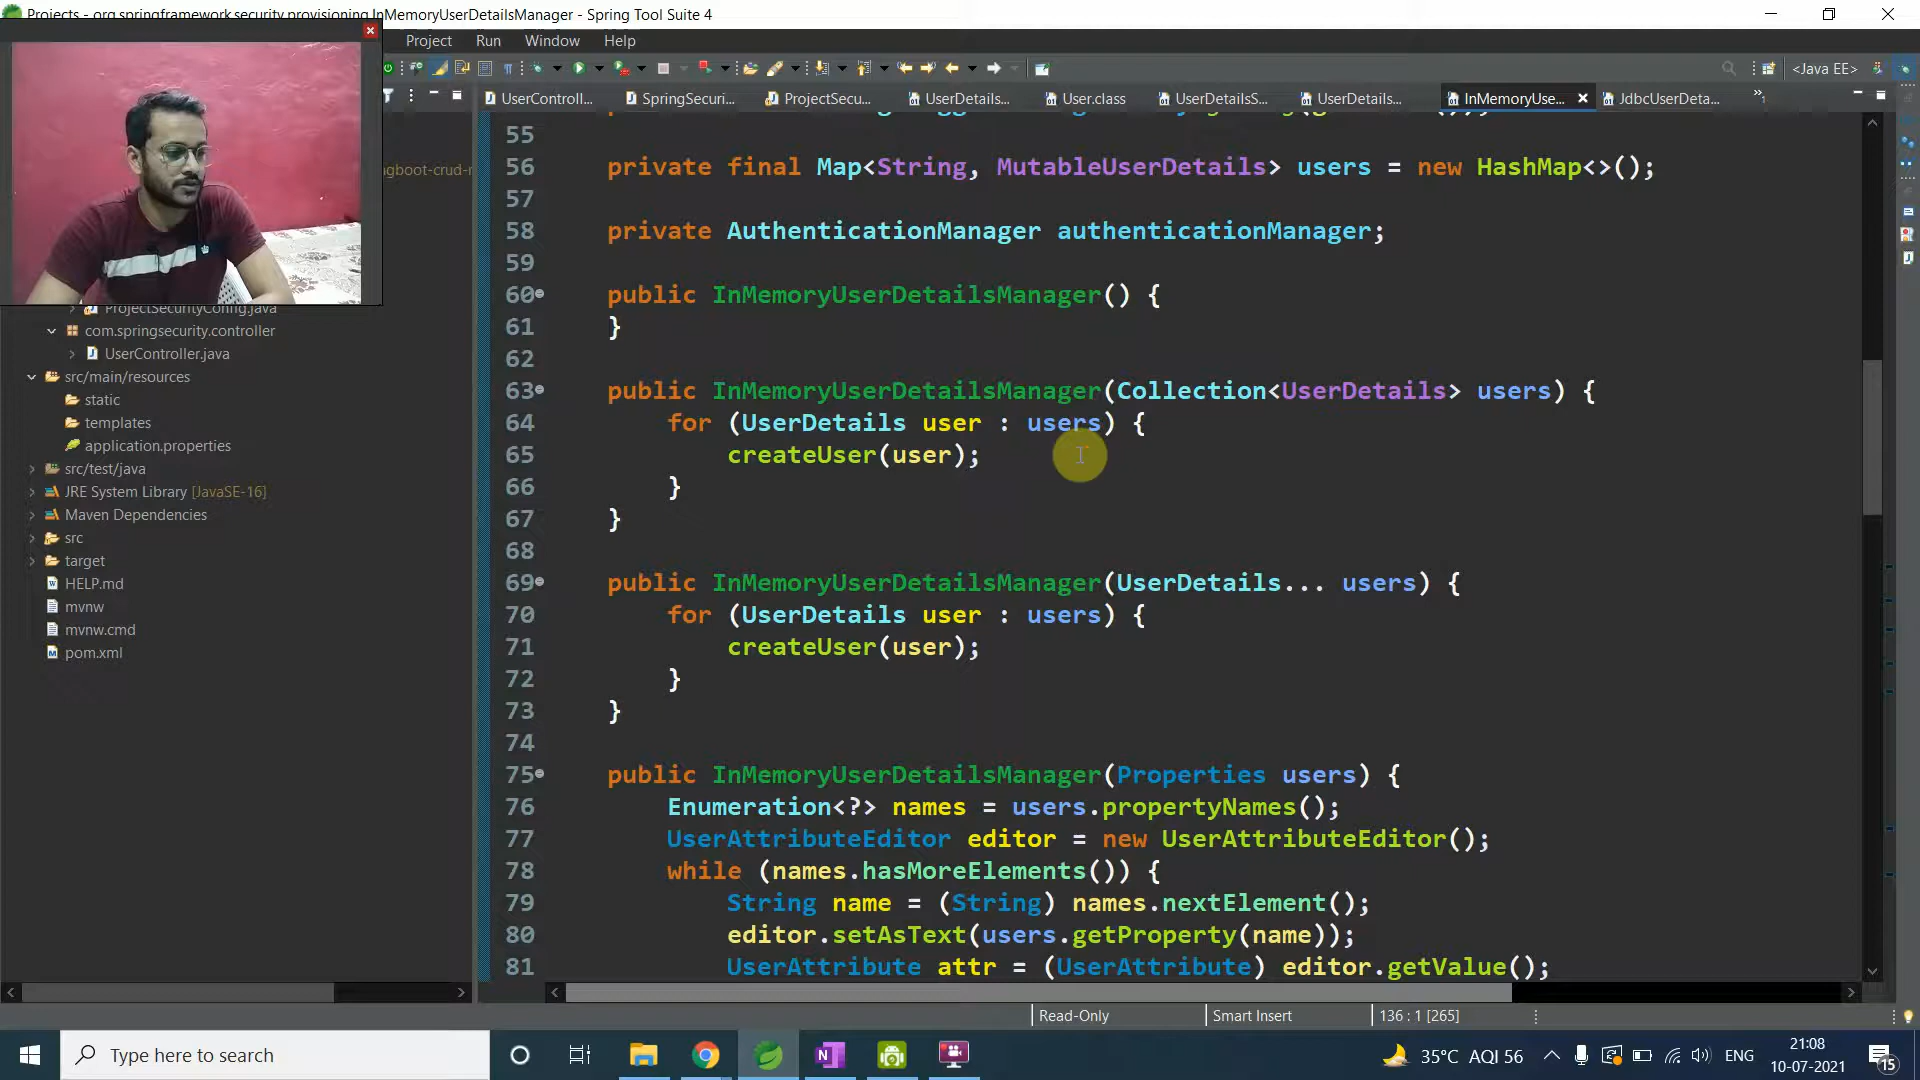 Projects - org.springframework.security.provisioning.InMemoryUserDetailsManager - Spring Tool Suite 4
Project Run Window Help
<Java EE>
UserControll... SpringSecuri... ProjectSecu... UserDetails... User.class UserDetailsS... UserDetails... InMemoryUse... JdbcUserDeta...
55
56 private final Map<String, MutableUserDetails> users = new HashMap<>();
57
58 private AuthenticationManager authenticationManager;
59
60 public InMemoryUserDetailsManager() {
61 }
62
63 public InMemoryUserDetailsManager(Collection<UserDetails> users) {
64 for (UserDetails user : users) {
65 createUser(user);
66 }
67 }
68
69 public InMemoryUserDetailsManager(UserDetails... users) {
70 for (UserDetails user : users) {
71 createUser(user);
72 }
73 }
74
75 public InMemoryUserDetailsManager(Properties users) {
76 Enumeration<?> names = users.propertyNames();
77 UserAttributeEditor editor = new UserAttributeEditor();
78 while (names.hasMoreElements()) {
79 String name = (String) names.nextElement();
80 editor.setAsText(users.getProperty(name));
81 UserAttribute attr = (UserAttribute) editor.getValue();
gboot-crud-r
ProjectSecurityConfig.java
com.springsecurity.controller
UserController.java
src/main/resources
static
templates
application.properties
src/test/java
JRE System Library [JavaSE-16]
Maven Dependencies
src
target
HELP.md
mvnw
mvnw.cmd
pom.xml
Read-Only Smart Insert 136 : 1 [265]
Type here to search
35°C AQI 56
ENG
21:08
10-07-2021
15